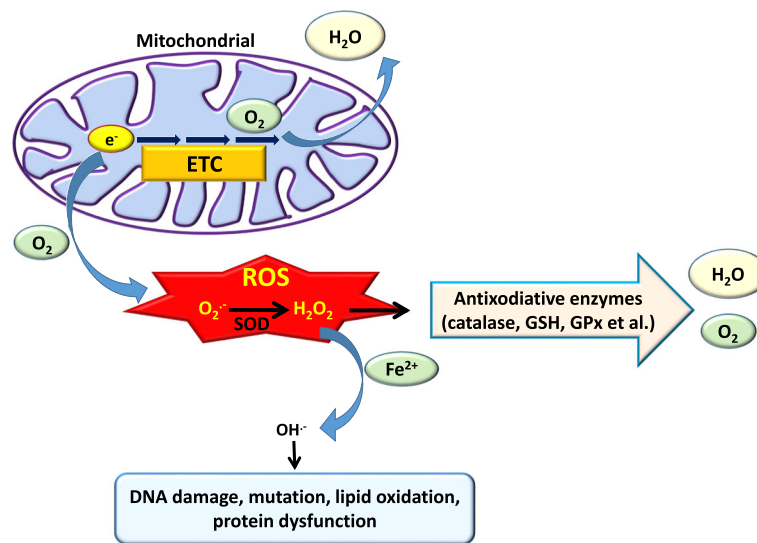 Mitochondrial
H₂O
O₂
e⁻
ETC
O₂
ROS
O₂·⁻
H₂O₂
SOD
Antixodiative enzymes
(catalase, GSH, GPx et al.)
H₂O
O₂
Fe²⁺
OH·⁻
DNA damage, mutation, lipid oxidation,
protein dysfunction